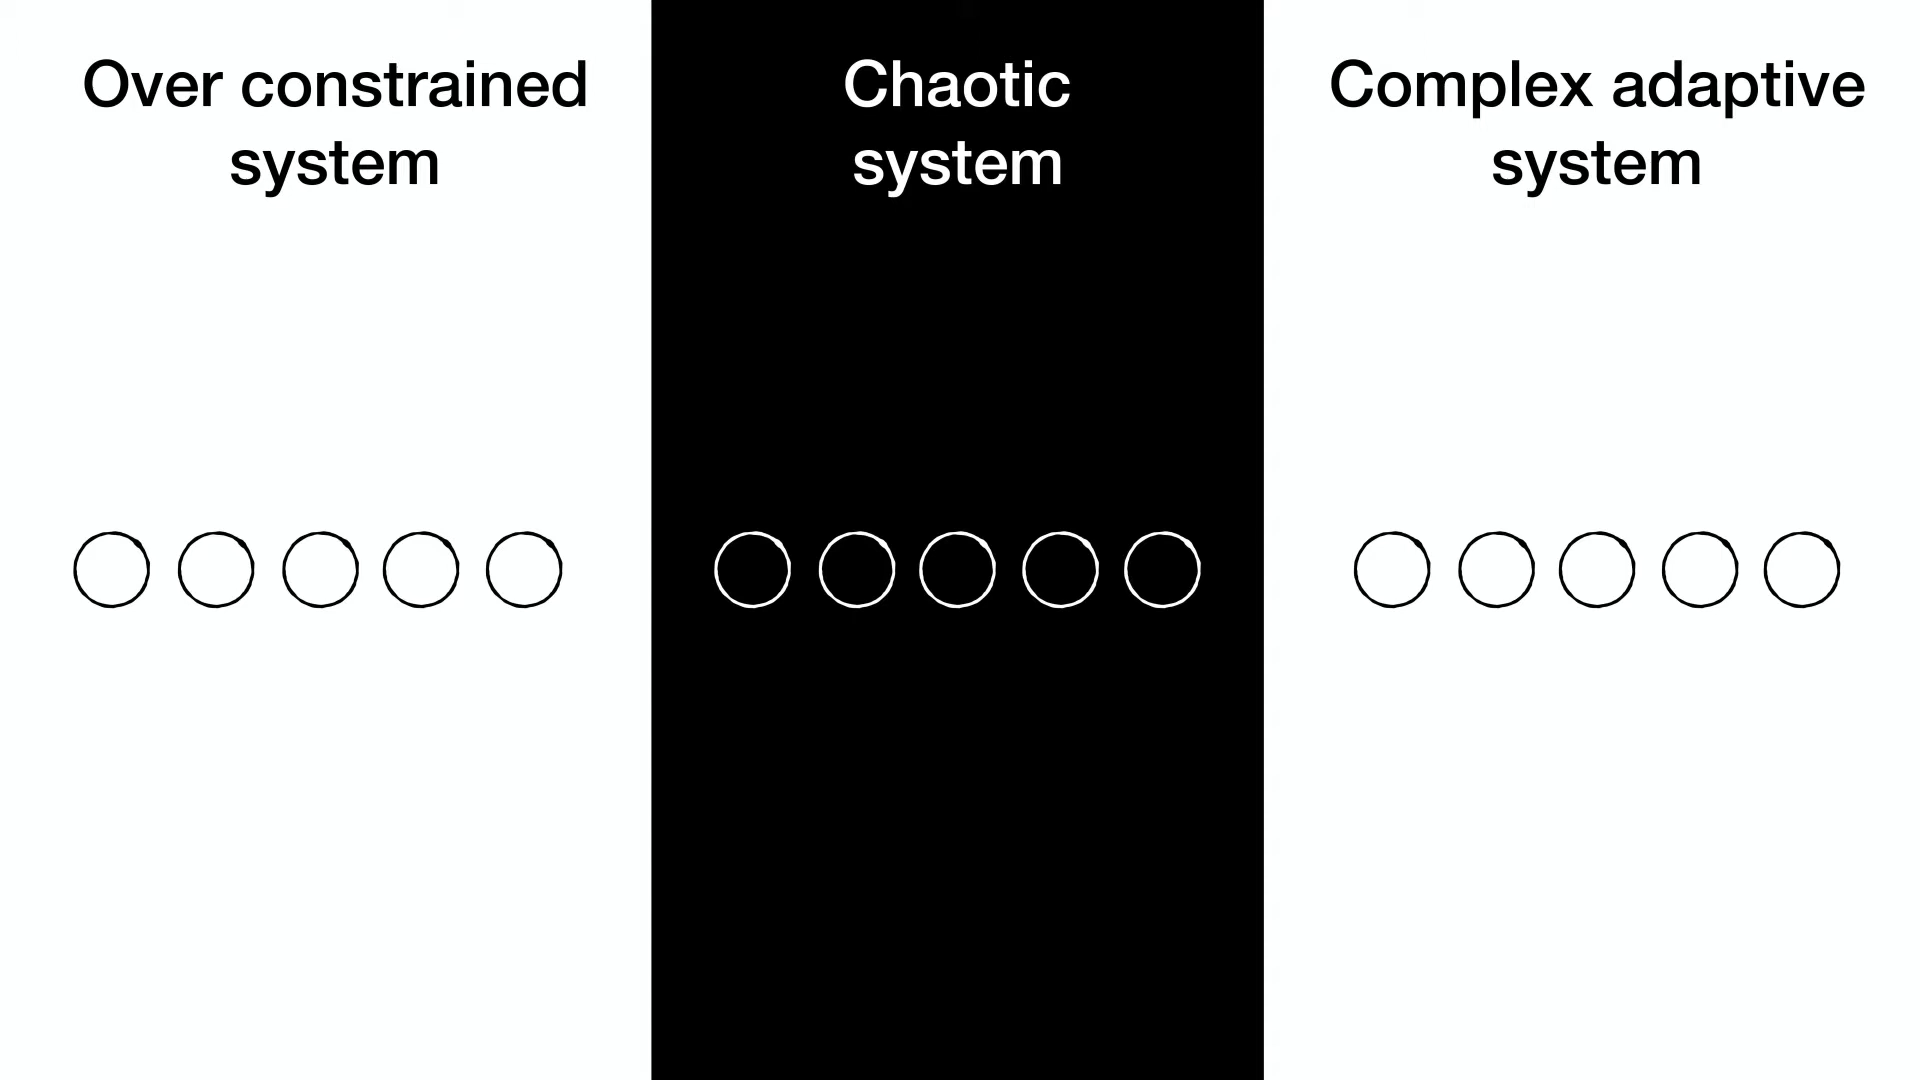 Over constrained
system
Chaotic
system
Complex adaptive
system